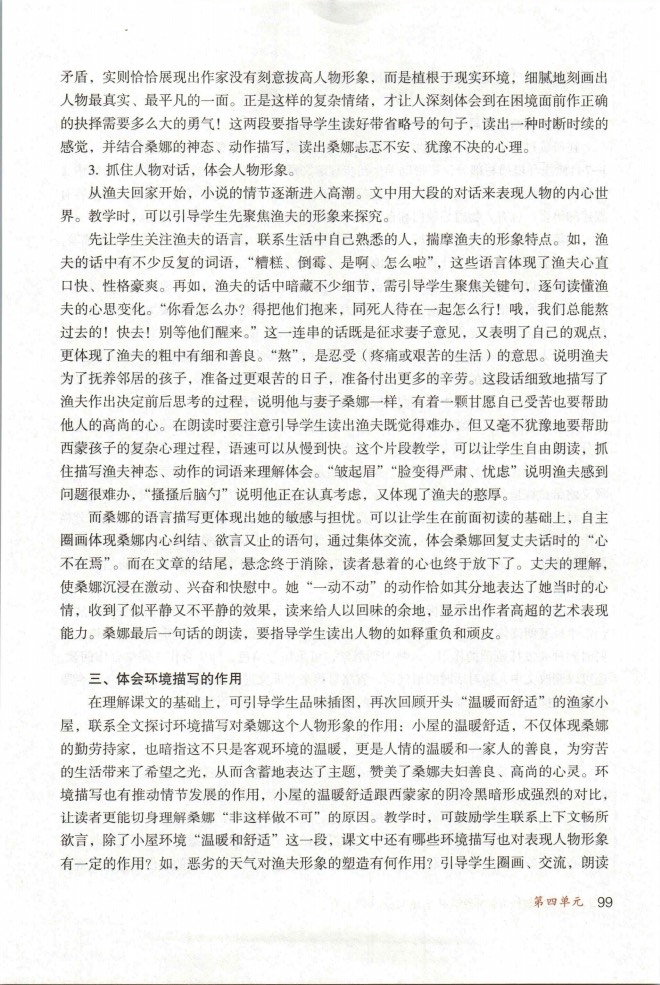 矛盾，实则恰恰展现出作家没有刻意拔高人物形象，而是植根于现实环境，细腻地刻画出
人物最真实、最平凡的一面。正是这样的复杂情绪，才让人深刻体会到在困境面前作正确
的抉择需要多么大的勇气！这两段要指导学生读好带省略号的句子，读出一种时断时续的
感觉，并结合桑娜的神态、动作描写，读出桑娜忐忑不安、犹豫不决的心理。
3. 抓住人物对话，体会人物形象。
从渔夫回家开始，小说的情节逐渐进入高潮。文中用大段的对话来表现人物的内心世
界。教学时，可以引导学生先聚焦渔夫的形象来探究。
先让学生关注渔夫的语言，联系生活中自己熟悉的人，揣摩渔夫的形象特点。如，渔
夫的话中有不少反复的词语，“糟糕、倒霉、是啊、怎么啦”，这些语言体现了渔夫心直
口快、性格豪爽。再如，渔夫的话中暗藏不少细节，需引导学生聚焦关键句，逐句读懂渔
夫的心思变化。“你看怎么办？得把他们抱来，同死人待在一起怎么行！哦，我们总能熬
过去的！快去！别等他们醒来。”这一连串的话既是征求妻子意见，又表明了自己的观点，
更体现了渔夫的粗中有细和善良。“熬”，是忍受（疼痛或艰苦的生活）的意思。说明渔夫
为了抚养邻居的孩子，准备过更艰苦的日子，准备付出更多的辛劳。这段话细致地描写了
渔夫作出决定前后思考的过程，说明他与妻子桑娜一样，有着一颗甘愿自己受苦也要帮助
他人的高尚的心。在朗读时要注意引导学生读出渔夫既觉得难办，但又毫不犹豫地要帮助
西蒙孩子的复杂心理过程，语速可以从慢到快。这个片段教学，可以让学生自由朗读，抓
住描写渔夫神态、动作的词语来理解体会。“皱起眉”“脸变得严肃、忧虑”说明渔夫感到
问题很难办，“搔搔后脑勺”说明他正在认真考虑，又体现了渔夫的憨厚。
而桑娜的语言描写更体现出她的敏感与担忧。可以让学生在前面初读的基础上，自主
圈画体现桑娜内心纠结、欲言又止的语句，通过集体交流，体会桑娜回复丈夫话时的“心
不在焉”。而在文章的结尾，悬念终于消除，读者悬着的心也终于放下了。丈夫的理解，
使桑娜沉浸在激动、兴奋和快慰中。她“一动不动”的动作恰如其分地表达了她当时的心
情，收到了似平静又不平静的效果，读来给人以回味的余地，显示出作者高超的艺术表现
能力。桑娜最后一句话的朗读，要指导学生读出人物的如释重负和顽皮。
三、体会环境描写的作用
在理解课文的基础上，可引导学生品味插图，再次回顾开头“温暖而舒适”的渔家小
屋，联系全文探讨环境描写对桑娜这个人物形象的作用：小屋的温暖舒适，不仅体现桑娜
的勤劳持家，也暗指这不只是客观环境的温暖，更是人情的温暖和一家人的善良，为穷苦
的生活带来了希望之光，从而含蓄地表达了主题，赞美了桑娜夫妇善良、高尚的心灵。环
境描写也有推动情节发展的作用，小屋的温暖舒适跟西蒙家的阴冷黑暗形成强烈的对比，
让读者更能切身理解桑娜“非这样做不可”的原因。教学时，可鼓励学生联系上下文畅所
欲言，除了小屋环境“温暖和舒适”这一段，课文中还有哪些环境描写也对表现人物形象
有一定的作用？如，恶劣的天气对渔夫形象的塑造有何作用？引导学生圈画、交流，朗读
第四单元 99